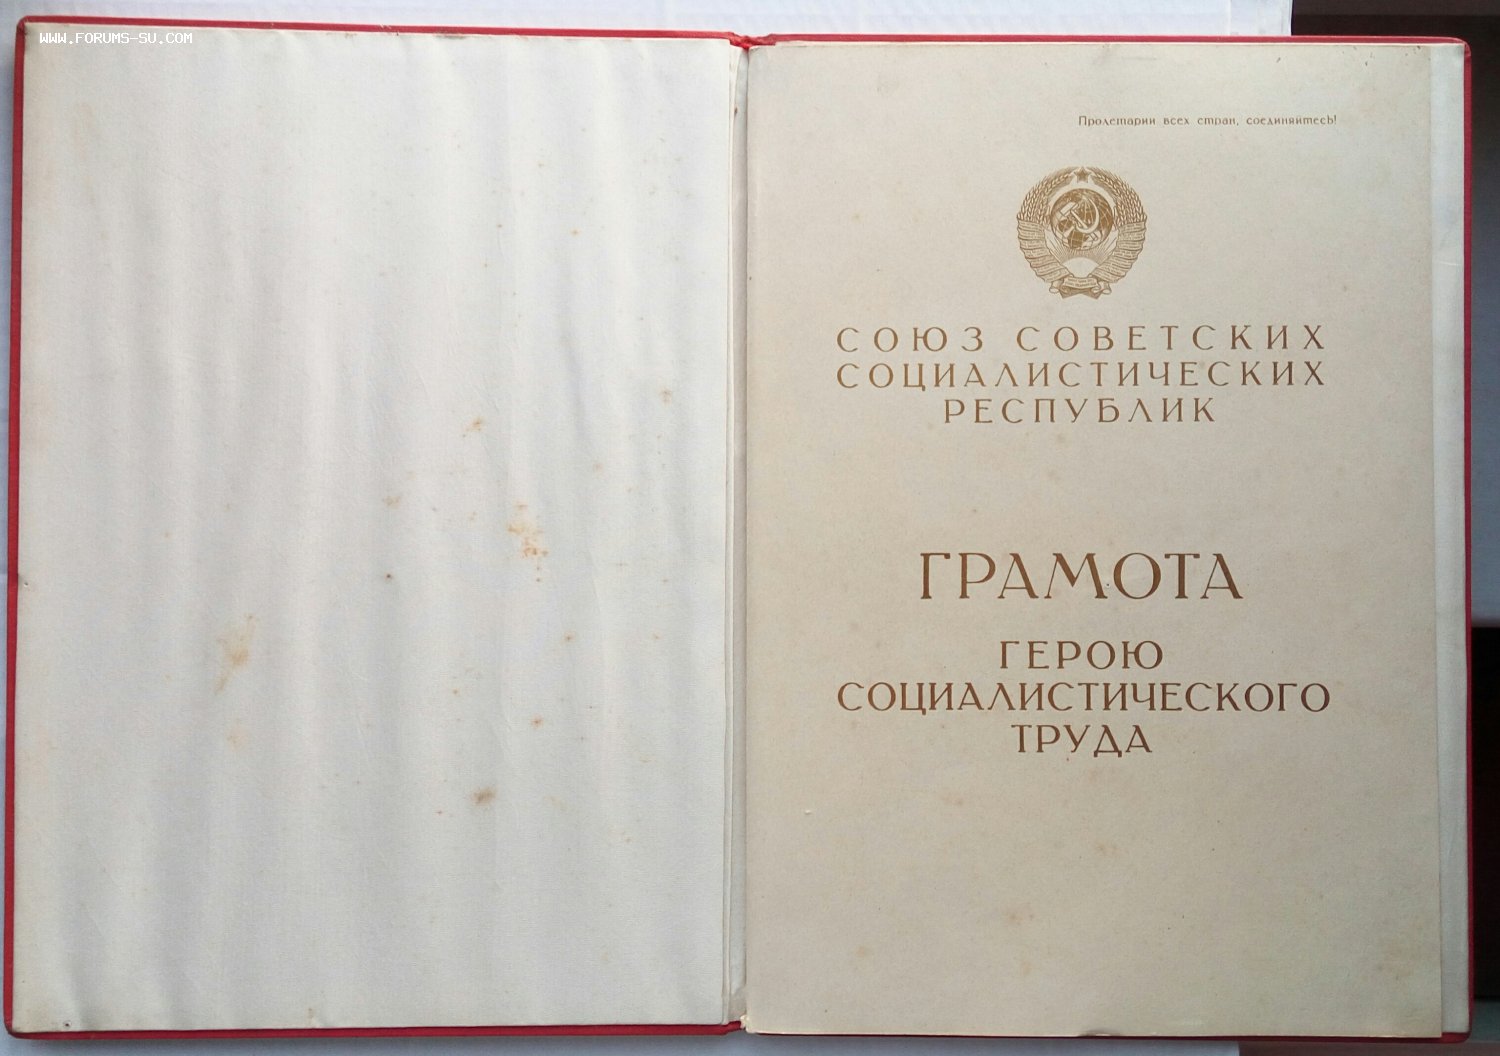 WWW.FORUMS-SU.COM
Пролетарии всех стран, соединяйтесь!
СОЮЗ СОВЕТСКИХ
СОЦИАЛИСТИЧЕСКИХ
РЕСПУБЛИК
ГРАМОТА
ГЕРОЮ
СОЦИАЛИСТИЧЕСКОГО
ТРУДА